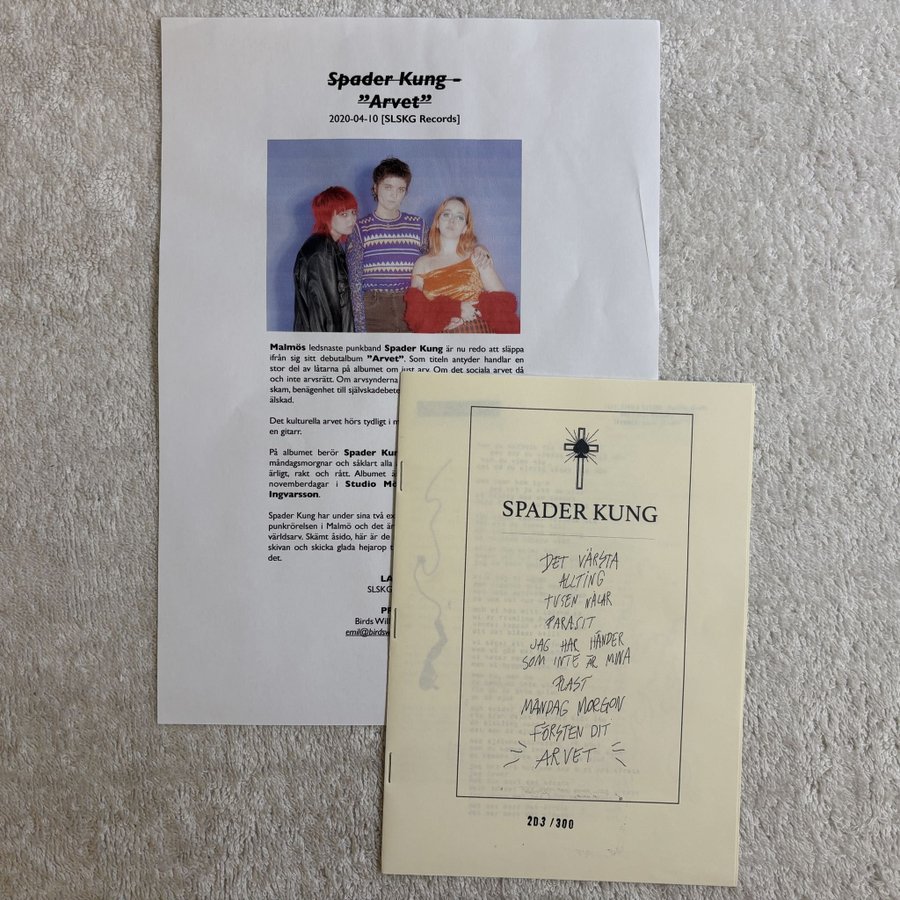 Spader Kung -
”Arvet”
2020-04-10 [SLSKG Records]
Malmös ledsnaste punkband Spader Kung är nu redo att släppa
ifrån sig sitt debutalbum ”Arvet”. Som titeln antyder handlar en
stor del av låtarna på albumet om just arv. Om det sociala arvet då
och inte arvsrätt. Om arvsynderna
skam, benägenhet till
älskad.
Det kulturella arvet hörs tydligt i
en gitarr.
På albumet berör Spader
måndagsmorgnar och såklart alla
ärligt, rakt och rått. Albumet
novemberdagar i Studio
Ingvarsson.
Spader Kung har under sina två
punkrörelsen i Malmö och det
världsarv. Skämt åsido, här är de
skivan och skicka glada hejarop
det.
SLSKG
Birds
SPADER KUNG
DET VÄRSTA
ALLTING
TUSEN NÅLAR
PARASIT
JAG HAR HÄNDER
SOM INTE ÄR MINA
PLAST
MÅNDAG MORGON
FÖRSTEN DIT
ARVET
203/300